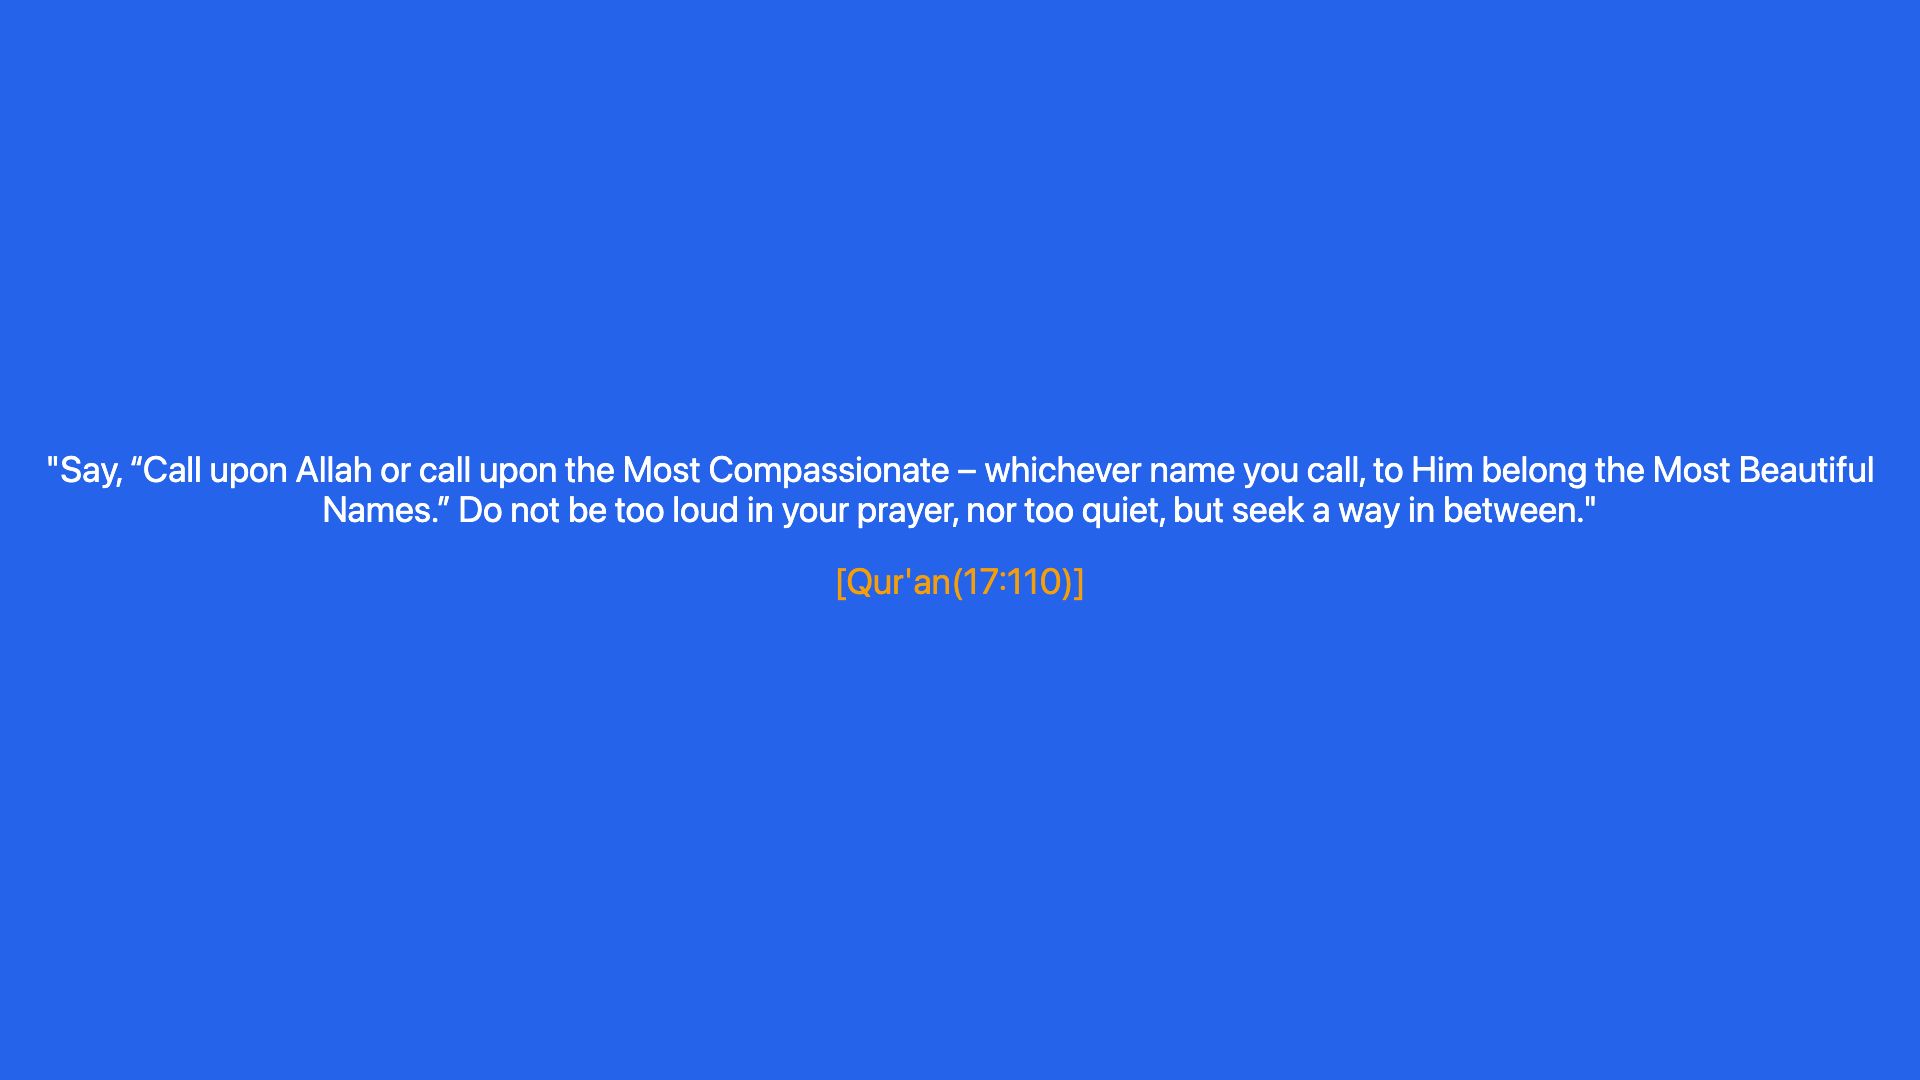 "Say, “Call upon Allah or call upon the Most Compassionate – whichever name you call, to Him belong the Most Beautiful
Names.” Do not be too loud in your prayer, nor too quiet, but seek a way in between."
[Qur'an(17:110)]